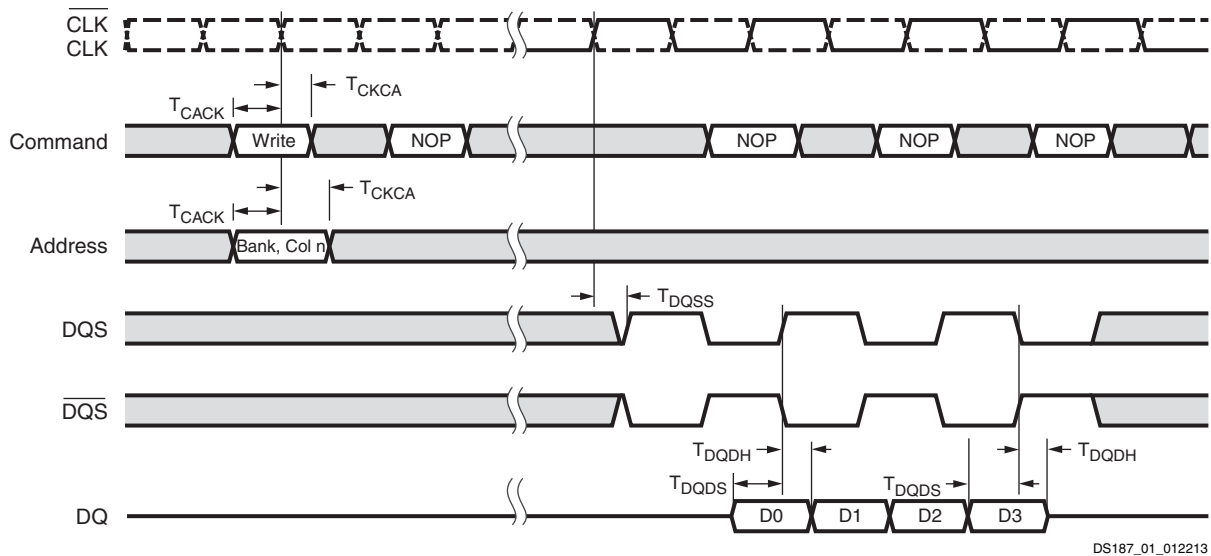 CLK
CLK
T_CKCA
T_CACK
Command Write NOP NOP NOP NOP
T_CKCA
T_CACK
Address Bank, Col n
T_DQSS
DQS
DQS
T_DQDH T_DQDH
T_DQDS T_DQDS
DQ D0 D1 D2 D3
DS187_01_012213